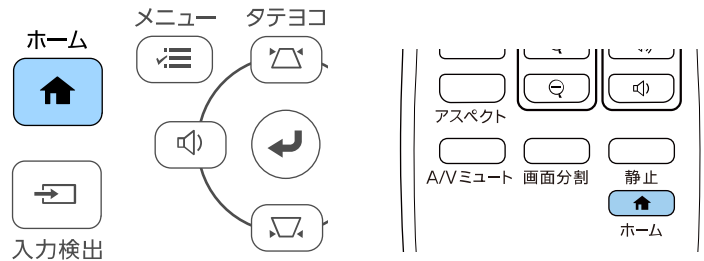 メニュー
タテヨコ
ホーム
入力検出
アスペクト
A/Vミュート
画面分割
静止
ホーム